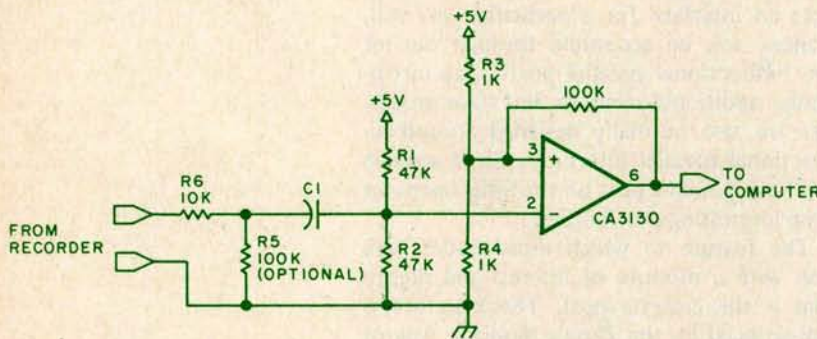 +5V
R3
1K
100K
+5V
R1
47K
3
+
6
TO
COMPUTER
2
−
CA3130
R6
10K
C1
FROM
RECORDER
R5
100K
(OPTIONAL)
R2
47K
R4
1K